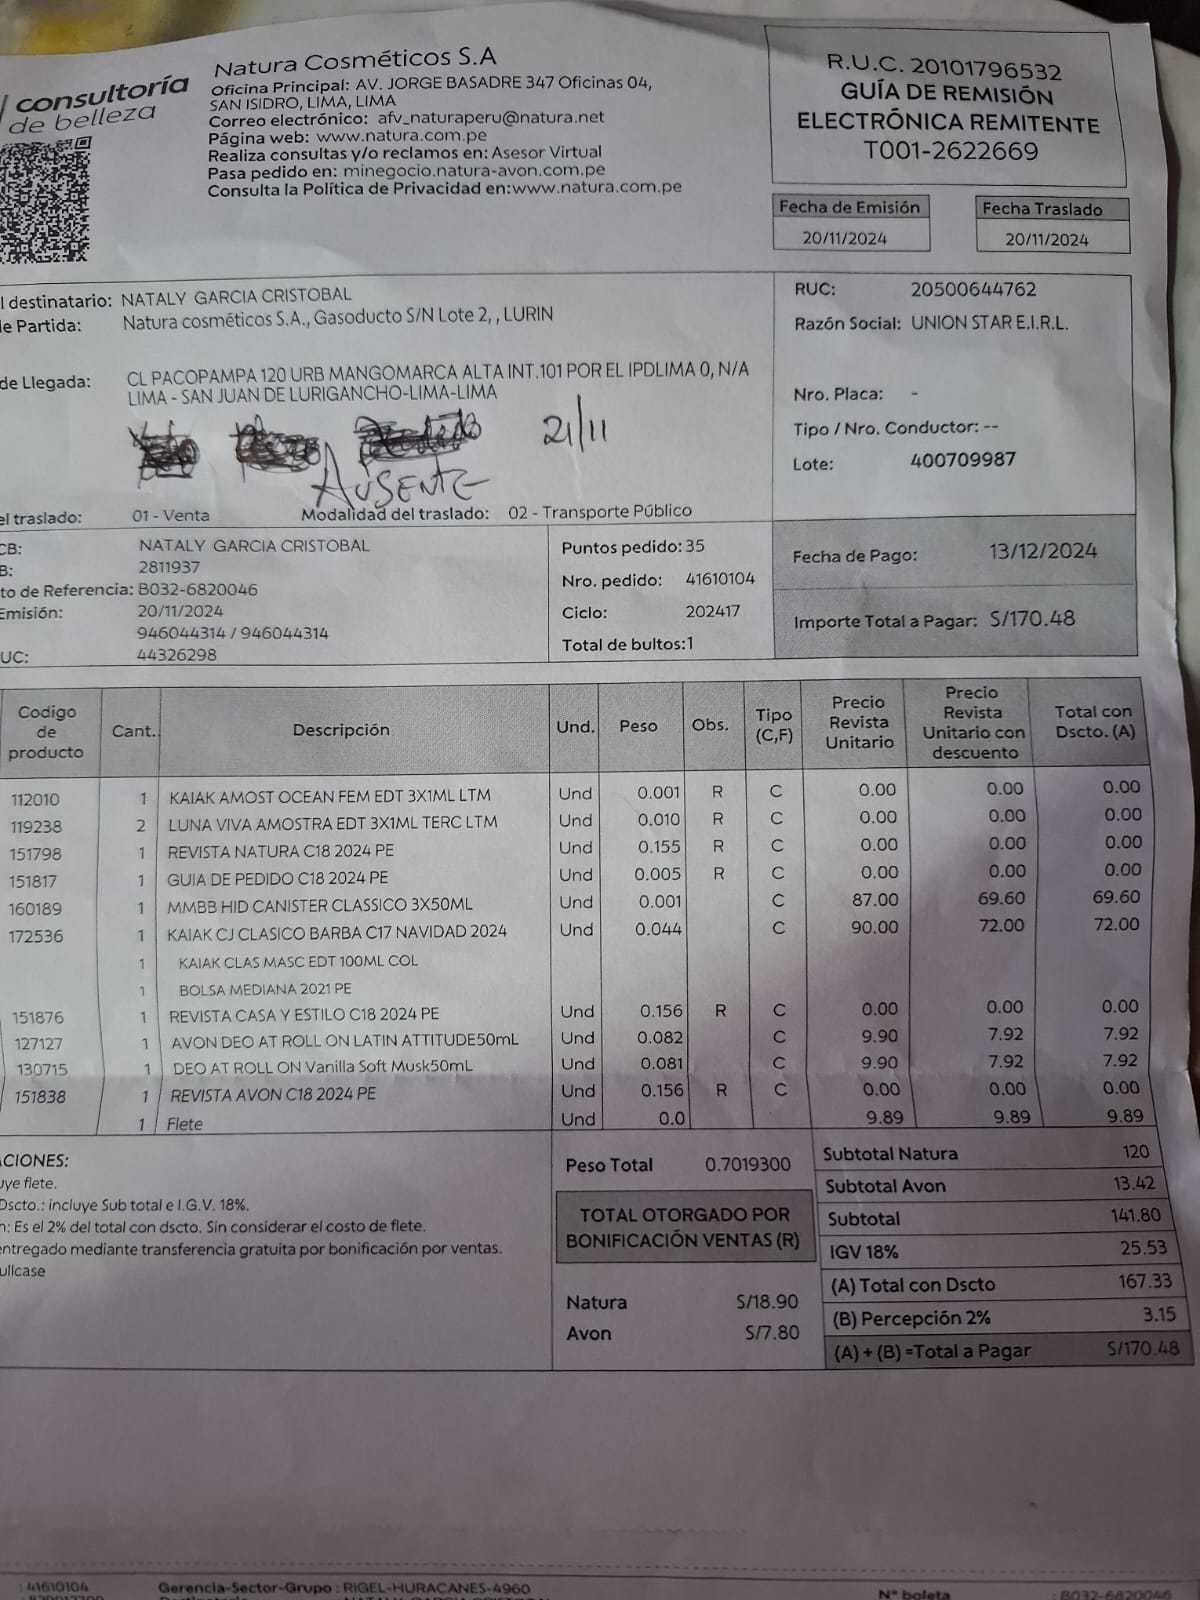 consultoría
de belleza
Natura Cosméticos S.A
Oficina Principal: AV. JORGE BASADRE 347 Oficinas 04,
SAN ISIDRO, LIMA, LIMA
Correo electrónico: afv_naturaperu@natura.net
Página web: www.natura.com.pe
Realiza consultas y/o reclamos en: Asesor Virtual
Pasa pedido en: minegocio.natura-avon.com.pe
Consulta la Política de Privacidad en:www.natura.com.pe
R.U.C. 20101796532
GUÍA DE REMISIÓN
ELECTRÓNICA REMITENTE
T001-2622669
Fecha de Emisión Fecha Traslado
20/11/2024 20/11/2024
l destinatario: NATALY GARCIA CRISTOBAL
de Partida: Natura cosméticos S.A., Gasoducto S/N Lote 2, , LURIN
de Llegada: CL PACOPAMPA 120 URB MANGOMARCA ALTA INT.101 POR EL IPDLIMA 0, N/A
LIMA - SAN JUAN DE LURIGANCHO-LIMA-LIMA
21/11
AUSENTE
el traslado: 01 - Venta Modalidad del traslado: 02 - Transporte Público
RUC: 20500644762
Razón Social: UNION STAR E.I.R.L.
Nro. Placa: -
Tipo / Nro. Conductor: --
Lote: 400709987
CB: NATALY GARCIA CRISTOBAL
B: 2811937
to de Referencia: B032-6820046
Emisión: 20/11/2024
946044314 / 946044314
UC: 44326298
Puntos pedido: 35
Nro. pedido: 41610104
Ciclo: 202417
Total de bultos:1
Fecha de Pago: 13/12/2024
Importe Total a Pagar: S/170.48
Codigo de producto Cant. Descripción Und. Peso Obs. Tipo (C,F) Precio Revista Unitario Precio Revista Unitario con descuento Total con Dscto. (A)
112010 1 KAIAK AMOST OCEAN FEM EDT 3X1ML LTM Und 0.001 R C 0.00 0.00 0.00
119238 2 LUNA VIVA AMOSTRA EDT 3X1ML TERC LTM Und 0.010 R C 0.00 0.00 0.00
151798 1 REVISTA NATURA C18 2024 PE Und 0.155 R C 0.00 0.00 0.00
151817 1 GUIA DE PEDIDO C18 2024 PE Und 0.005 R C 0.00 0.00 0.00
160189 1 MMBB HID CANISTER CLASSICO 3X50ML Und 0.001 C 87.00 69.60 69.60
172536 1 KAIAK CJ CLASICO BARBA C17 NAVIDAD 2024 Und 0.044 C 90.00 72.00 72.00
1 KAIAK CLAS MASC EDT 100ML COL
1 BOLSA MEDIANA 2021 PE
151876 1 REVISTA CASA Y ESTILO C18 2024 PE Und 0.156 R C 0.00 0.00 0.00
127127 1 AVON DEO AT ROLL ON LATIN ATTITUDE50mL Und 0.082 C 9.90 7.92 7.92
130715 1 DEO AT ROLL ON Vanilla Soft Musk50mL Und 0.081 C 9.90 7.92 7.92
151838 1 REVISTA AVON C18 2024 PE Und 0.156 R C 0.00 0.00 0.00
1 Flete Und 0.0 9.89 9.89 9.89
ACIONES:
uye flete.
Dscto.: incluye Sub total e I.G.V. 18%.
n: Es el 2% del total con dscto. Sin considerar el costo de flete.
entregado mediante transferencia gratuita por bonificación por ventas.
ullcase
Peso Total 0.7019300
TOTAL OTORGADO POR
BONIFICACIÓN VENTAS (R)
Natura S/18.90
Avon S/7.80
Subtotal Natura 120
Subtotal Avon 13.42
Subtotal 141.80
IGV 18% 25.53
(A) Total con Dscto 167.33
(B) Percepción 2% 3.15
(A) + (B) =Total a Pagar S/170.48
: 41610104 Gerencia-Sector-Grupo : RIGEL-HURACANES-4960
N° boleta : B032-6820046